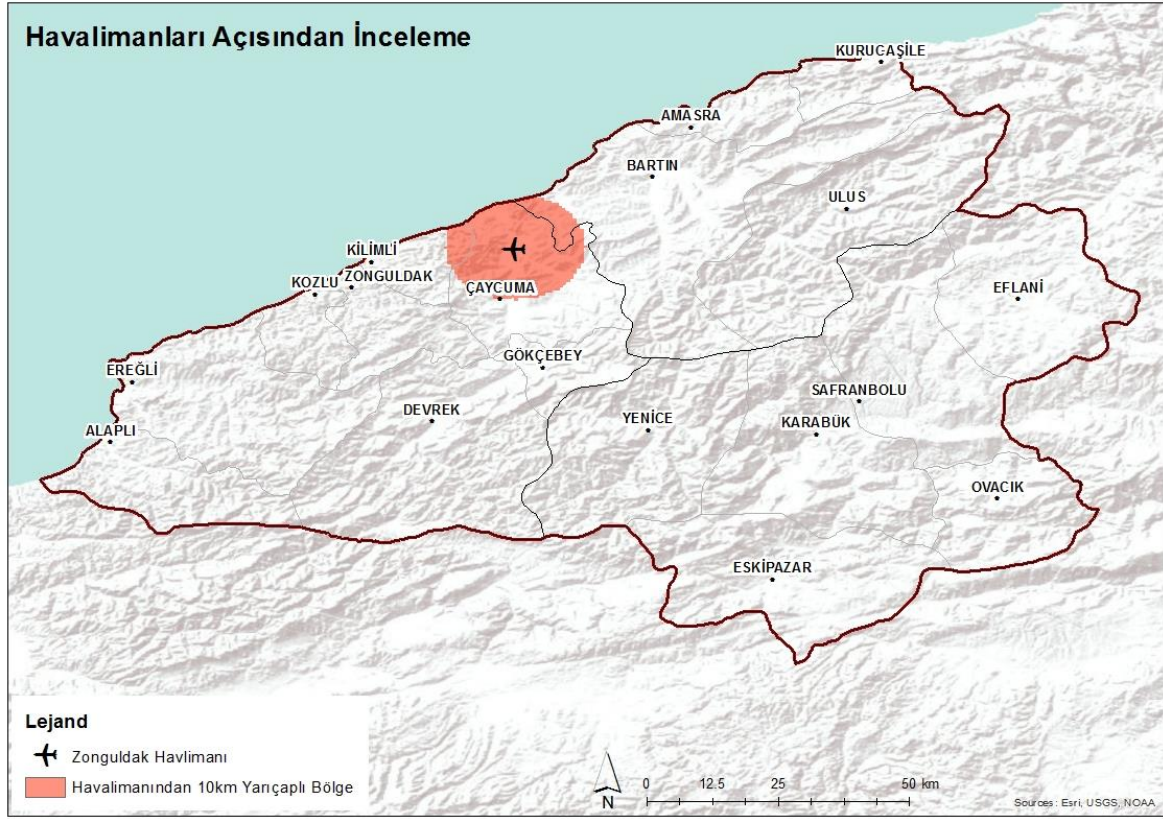 Havalimanları Açısından İnceleme
KURUCAŞİLE
AMASRA
BARTIN
ULUS
KİLİMLİ
KOZLU
ZONGULDAK
ÇAYCUMA
EFLANİ
GÖKÇEBEY
EREĞLİ
SAFRANBOLU
DEVREK
YENİCE
KARABÜK
ALAPLI
OVACIK
ESKİPAZAR
Lejand
Zonguldak Havlimanı
Havalimanından 10km Yarıçaplı Bölge
N
0 12.5 25 50 km
Sources: Esri, USGS, NOAA